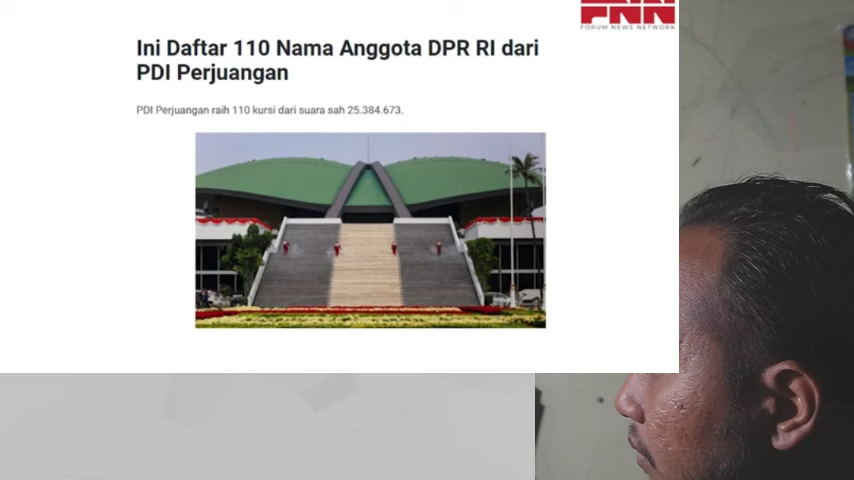 FNN
FORUM NEWS NETWORK
Ini Daftar 110 Nama Anggota DPR RI dari
PDI Perjuangan
PDI Perjuangan raih 110 kursi dari suara sah 25.384.673.